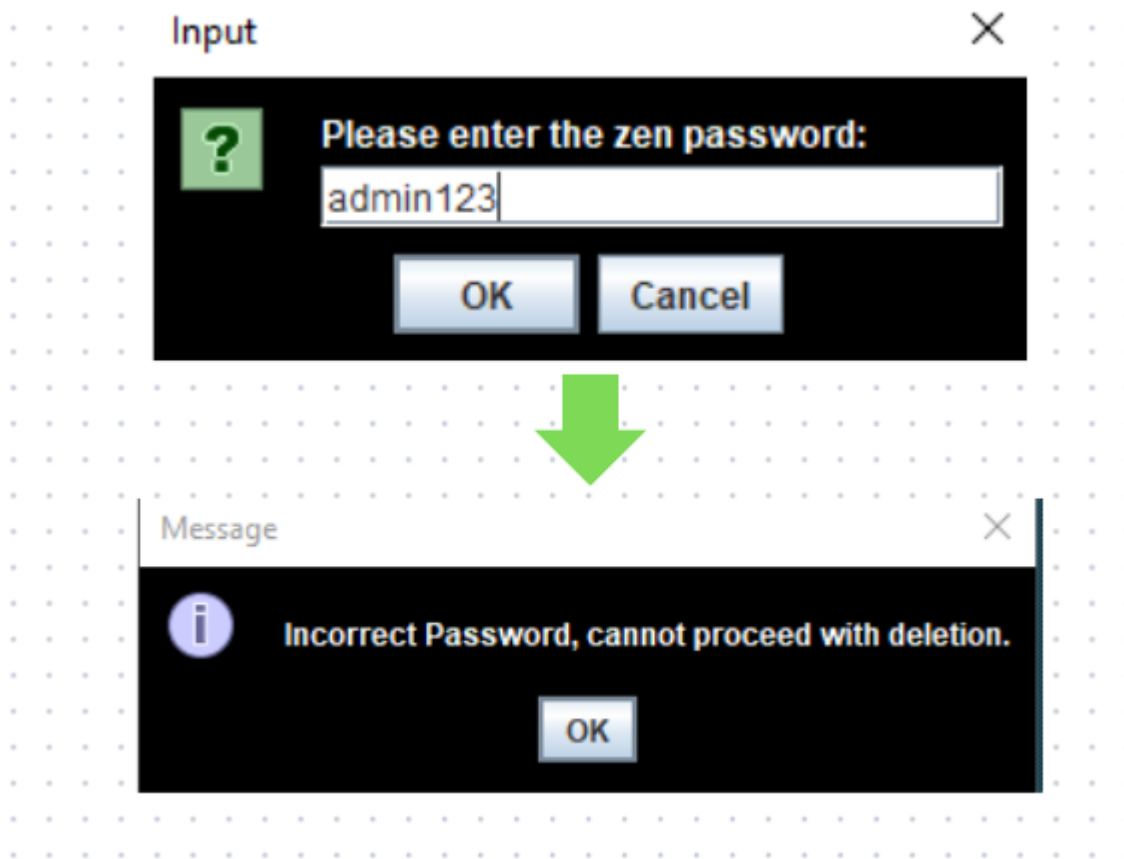 Input
?
Please enter the zen password:
admin123
OK Cancel
Message
i
Incorrect Password, cannot proceed with deletion.
OK